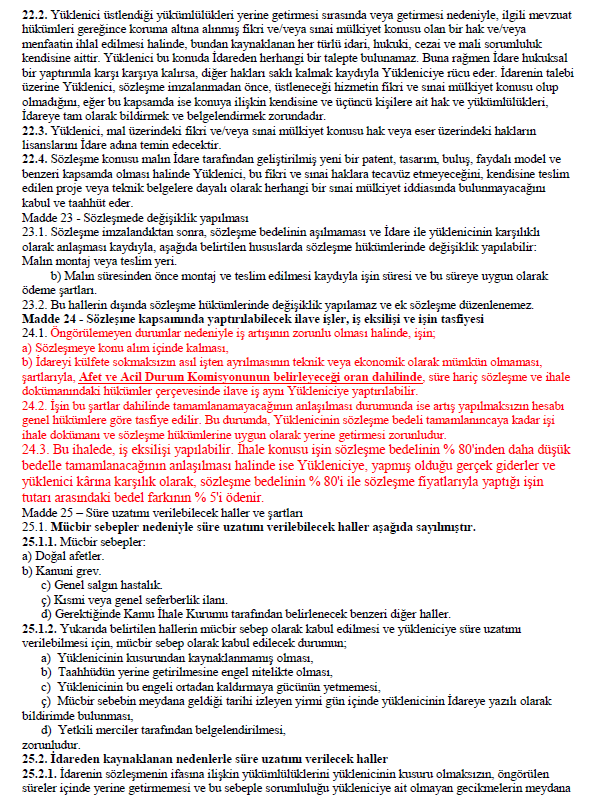 22.2. Yüklenici üstlendiği yükümlülükleri yerine getirmesi sırasında veya getirmesi nedeniyle, ilgili mevzuat
hükümleri gereğince koruma altına alınmış fikri ve/veya sınai mülkiyet konusu olan bir hak ve/veya
menfaatin ihlal edilmesi halinde, bundan kaynaklanan her türlü idari, hukuki, cezai ve mali sorumluluk
kendisine aittir. Yüklenici bu konuda İdareden herhangi bir talepte bulunamaz. Buna rağmen İdare hukuksal
bir yaptırımla karşı karşıya kalırsa, diğer hakları saklı kalmak kaydıyla Yükleniciye rücu eder. İdarenin talebi
üzerine Yüklenici, sözleşme imzalanmadan önce, üstleneceği hizmetin fikri ve sınai mülkiyet konusu olup
olmadığını, eğer bu kapsamda ise konuya ilişkin kendisine ve üçüncü kişilere ait hak ve yükümlülükleri,
İdareye tam olarak bildirmek ve belgelendirmek zorundadır.
22.3. Yüklenici, mal üzerindeki fikri ve/veya sınai mülkiyet konusu hak veya eser üzerindeki hakların
lisanslarını İdare adına temin edecektir.
22.4. Sözleşme konusu malın İdare tarafından geliştirilmiş yeni bir patent, tasarım, buluş, faydalı model ve
benzeri kapsamda olması halinde Yüklenici, bu fikri ve sınai haklara tecavüz etmeyeceğini, kendisine teslim
edilen proje veya teknik belgelere dayalı olarak herhangi bir sınai mülkiyet iddiasında bulunmayacağını
kabul ve taahhüt eder.
Madde 23 - Sözleşmede değişiklik yapılması
23.1. Sözleşme imzalandıktan sonra, sözleşme bedelinin aşılmaması ve İdare ile yüklenicinin karşılıklı
olarak anlaşması kaydıyla, aşağıda belirtilen hususlarda sözleşme hükümlerinde değişiklik yapılabilir:
Malın montaj veya teslim yeri.
b) Malın süresinden önce montaj ve teslim edilmesi kaydıyla işin süresi ve bu süreye uygun olarak
ödeme şartları.
23.2. Bu hallerin dışında sözleşme hükümlerinde değişiklik yapılamaz ve ek sözleşme düzenlenemez.
Madde 24 - Sözleşme kapsamında yaptırılabilecek ilave işler, iş eksilişi ve işin tasfiyesi
24.1. Öngörülemeyen durumlar nedeniyle iş artışının zorunlu olması halinde, işin;
a) Sözleşmeye konu alım içinde kalması,
b) İdareyi külfete sokmaksızın asıl işten ayrılmasının teknik veya ekonomik olarak mümkün olmaması,
şartlarıyla, Afet ve Acil Durum Komisyonunun belirleyeceği oran dahilinde, süre hariç sözleşme ve ihale
dokümanındaki hükümler çerçevesinde ilave iş aynı Yükleniciye yaptırılabilir.
24.2. İşin bu şartlar dahilinde tamamlanamayacağının anlaşılması durumunda ise artış yapılmaksızın hesabı
genel hükümlere göre tasfiye edilir. Bu durumda, Yüklenicinin sözleşme bedeli tamamlanıncaya kadar işi
ihale dokümanı ve sözleşme hükümlerine uygun olarak yerine getirmesi zorunludur.
24.3. Bu ihalede, iş eksilişi yapılabilir. İhale konusu işin sözleşme bedelinin % 80'inden daha düşük
bedelle tamamlanacağının anlaşılması halinde ise Yükleniciye, yapmış olduğu gerçek giderler ve
yüklenici kârına karşılık olarak, sözleşme bedelinin % 80'i ile sözleşme fiyatlarıyla yaptığı işin
tutarı arasındaki bedel farkının % 5'i ödenir.
Madde 25 – Süre uzatımı verilebilecek haller ve şartları
25.1. Mücbir sebepler nedeniyle süre uzatımı verilebilecek haller aşağıda sayılmıştır.
25.1.1. Mücbir sebepler:
a) Doğal afetler.
b) Kanuni grev.
c) Genel salgın hastalık.
ç) Kısmi veya genel seferberlik ilanı.
d) Gerektiğinde Kamu İhale Kurumu tarafından belirlenecek benzeri diğer haller.
25.1.2. Yukarıda belirtilen hallerin mücbir sebep olarak kabul edilmesi ve yükleniciye süre uzatımı
verilebilmesi için, mücbir sebep olarak kabul edilecek durumun;
a) Yüklenicinin kusurundan kaynaklanmamış olması,
b) Taahhüdün yerine getirilmesine engel nitelikte olması,
c) Yüklenicinin bu engeli ortadan kaldırmaya gücünün yetmemesi,
ç) Mücbir sebebin meydana geldiği tarihi izleyen yirmi gün içinde yüklenicinin İdareye yazılı olarak
bildirimde bulunması,
d) Yetkili merciler tarafından belgelendirilmesi,
zorunludur.
25.2. İdareden kaynaklanan nedenlerle süre uzatımı verilecek haller
25.2.1. İdarenin sözleşmenin ifasına ilişkin yükümlülüklerini yüklenicinin kusuru olmaksızın, öngörülen
süreler içinde yerine getirmemesi ve bu sebeple sorumluluğu yükleniciye ait olmayan gecikmelerin meydana